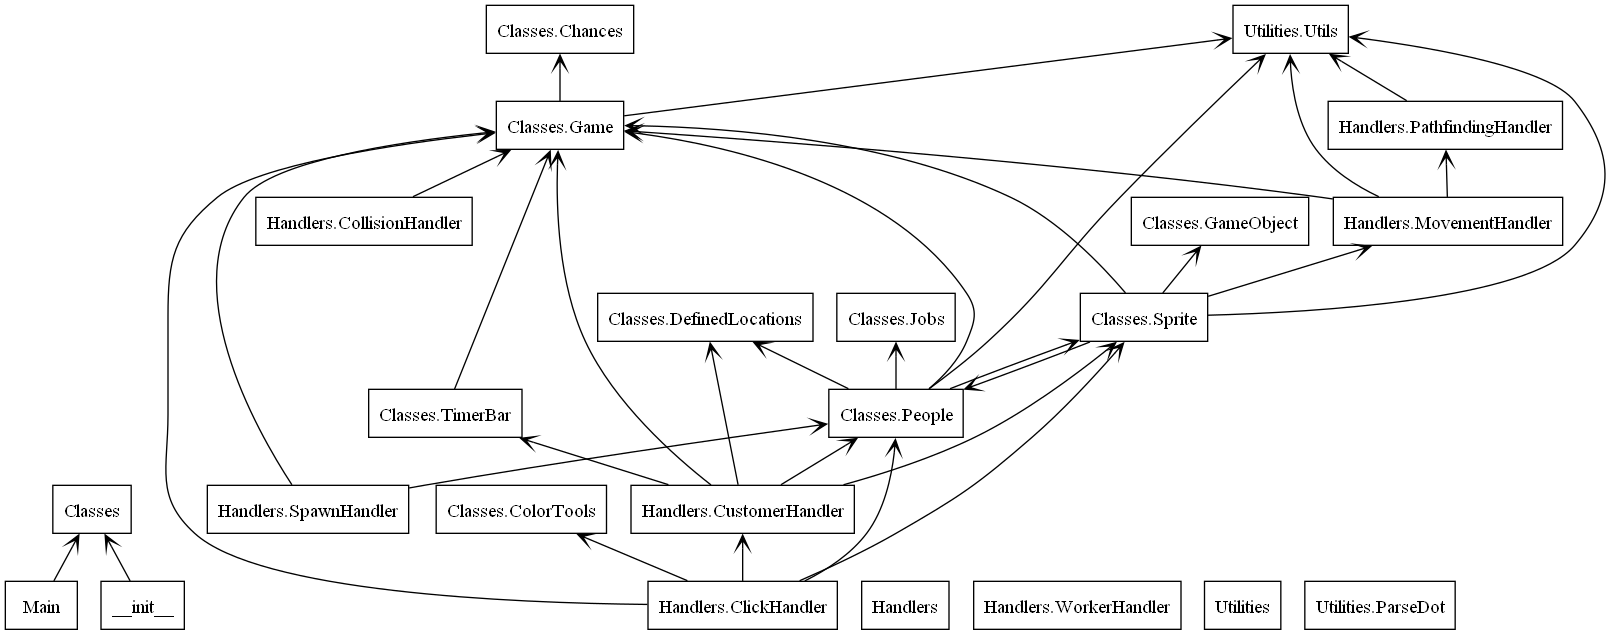 Classes.Chances
Utilities.Utils
Classes.Game
Handlers.PathfindingHandler
Handlers.CollisionHandler
Classes.GameObject
Handlers.MovementHandler
Classes.DefinedLocations
Classes.Jobs
Classes.Sprite
Classes.TimerBar
Classes.People
Classes
Handlers.SpawnHandler
Classes.ColorTools
Handlers.CustomerHandler
Main
__init__
Handlers.ClickHandler
Handlers
Handlers.WorkerHandler
Utilities
Utilities.ParseDot